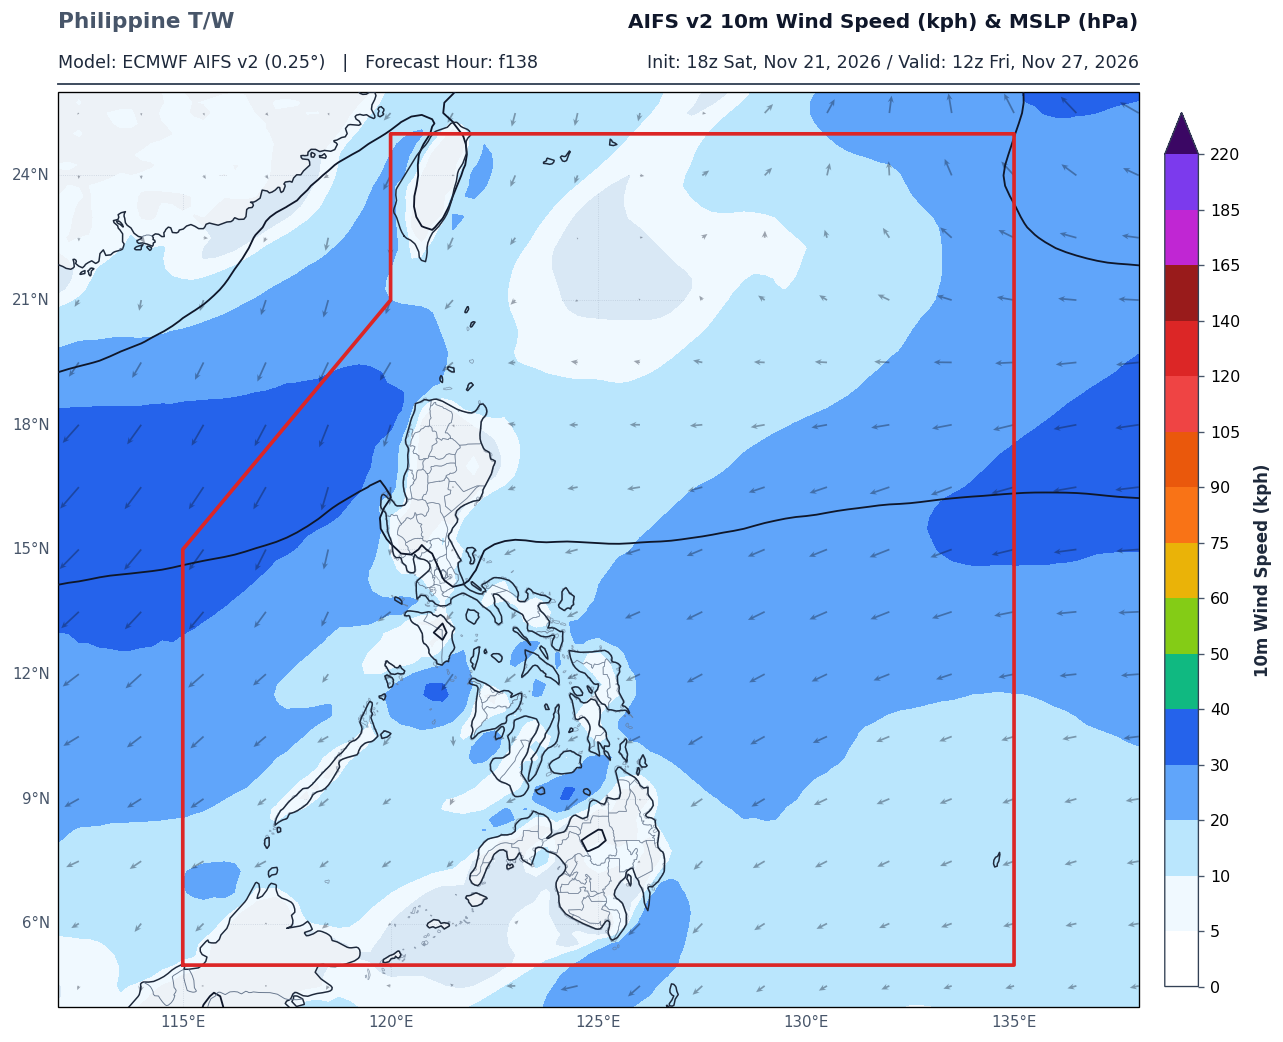 Philippine T/W
AIFS v2 10m Wind Speed (kph) & MSLP (hPa)
Model: ECMWF AIFS v2 (0.25°) | Forecast Hour: f138
Init: 18z Sat, Nov 21, 2026 / Valid: 12z Fri, Nov 27, 2026
24°N
21°N
18°N
15°N
12°N
9°N
6°N
115°E
120°E
125°E
130°E
135°E
220
185
165
140
120
105
90
75
60
50
40
30
20
10
5
0
10m Wind Speed (kph)